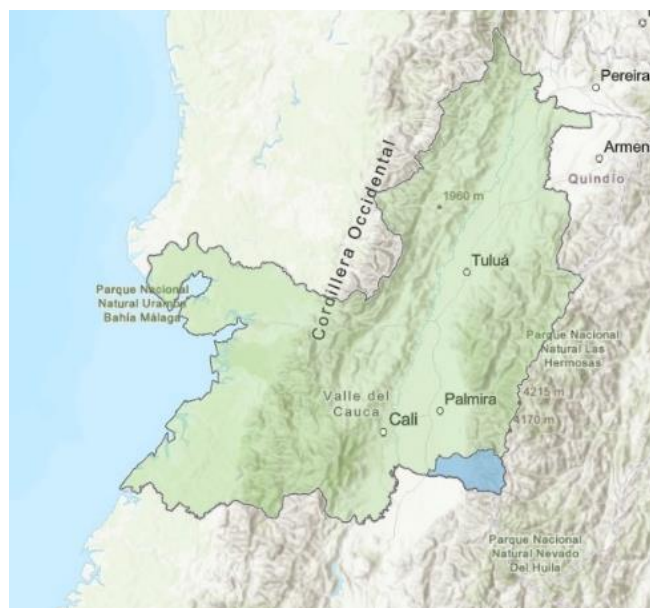 Pereira
Armen
Quindío
Cordillera Occidental
1960 m
Tuluá
Parque Nacional
Natural Uramba
Bahía Málaga
Parque Nacional
Natural Las
Hermosas
4215 m
4170 m
Valle del
Cauca
Palmira
Cali
Parque Nacional
Natural Nevado
Del Huila